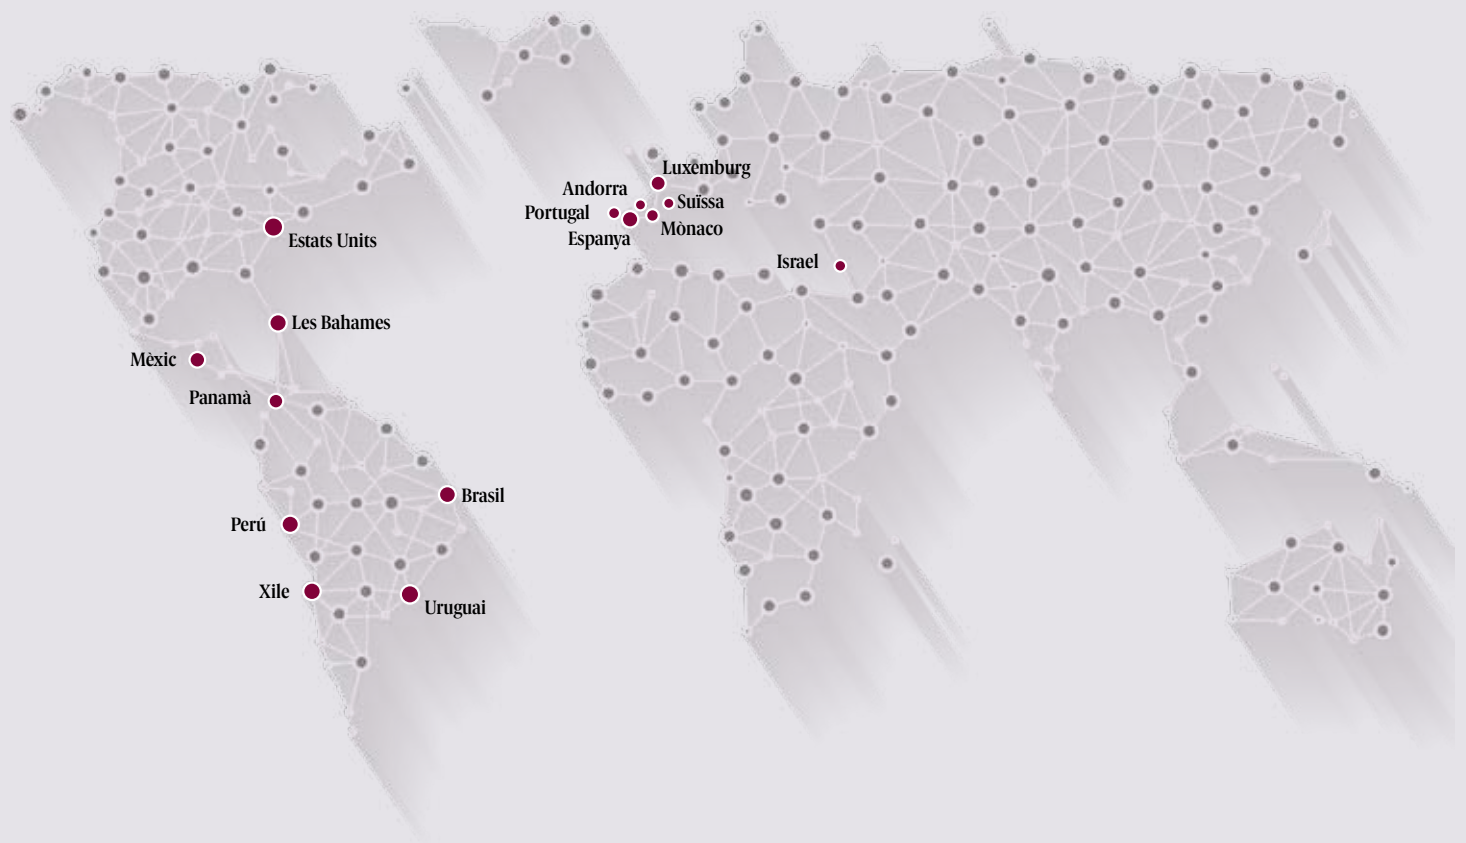 Luxemburg
Andorra
Suïssa
Portugal
Mònaco
Espanya
Estats Units
Israel
Les Bahames
Mèxic
Panamà
Brasil
Perú
Xile
Uruguai